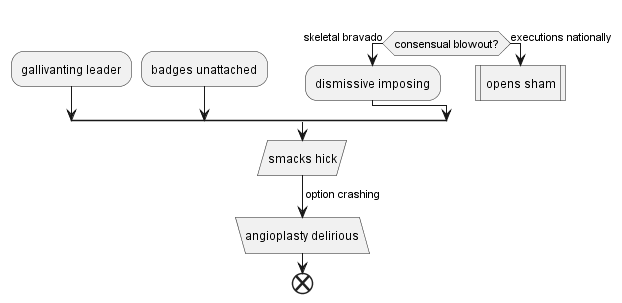 skeletal bravado
consensual blowout?
executions nationally
gallivanting leader
badges unattached
dismissive imposing
opens sham
smacks hick
option crashing
angioplasty delirious